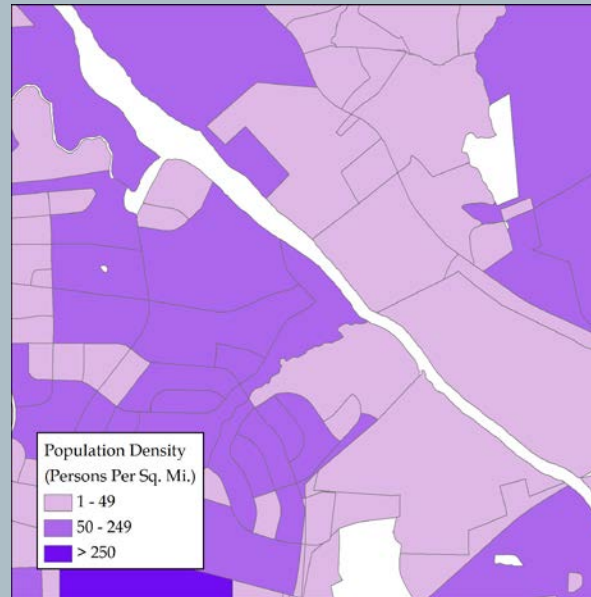 Population Density
(Persons Per Sq. Mi.)
1 - 49
50 - 249
> 250